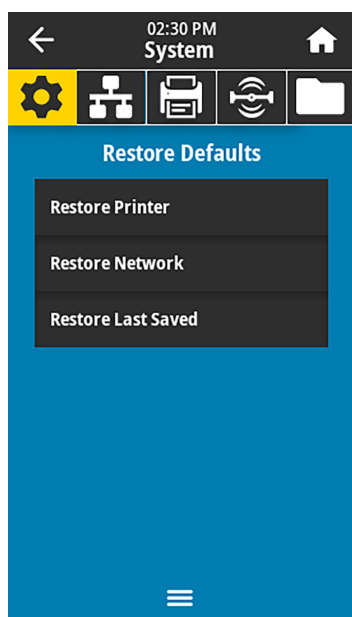 02:30 PM
System
Restore Defaults
Restore Printer
Restore Network
Restore Last Saved